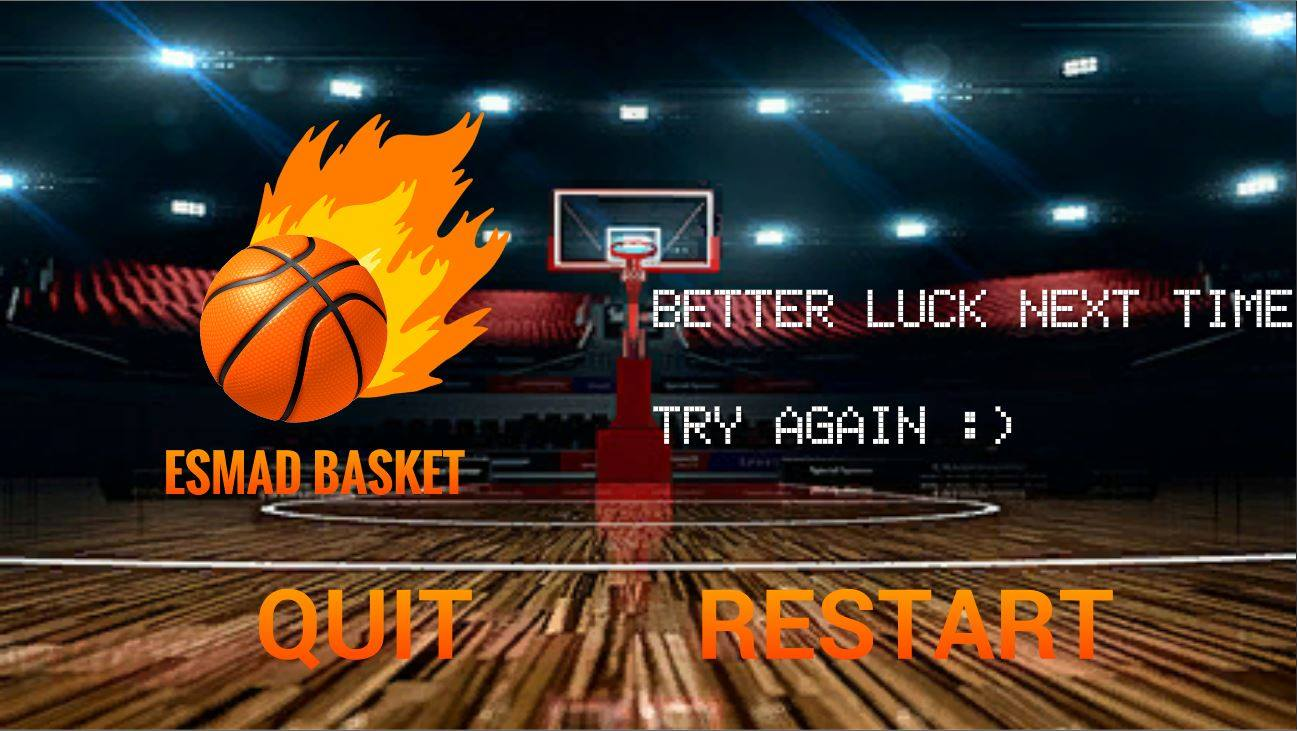 BETTER LUCK NEXT TIME
TRY AGAIN :)
ESMAD BASKET
QUIT
RESTART